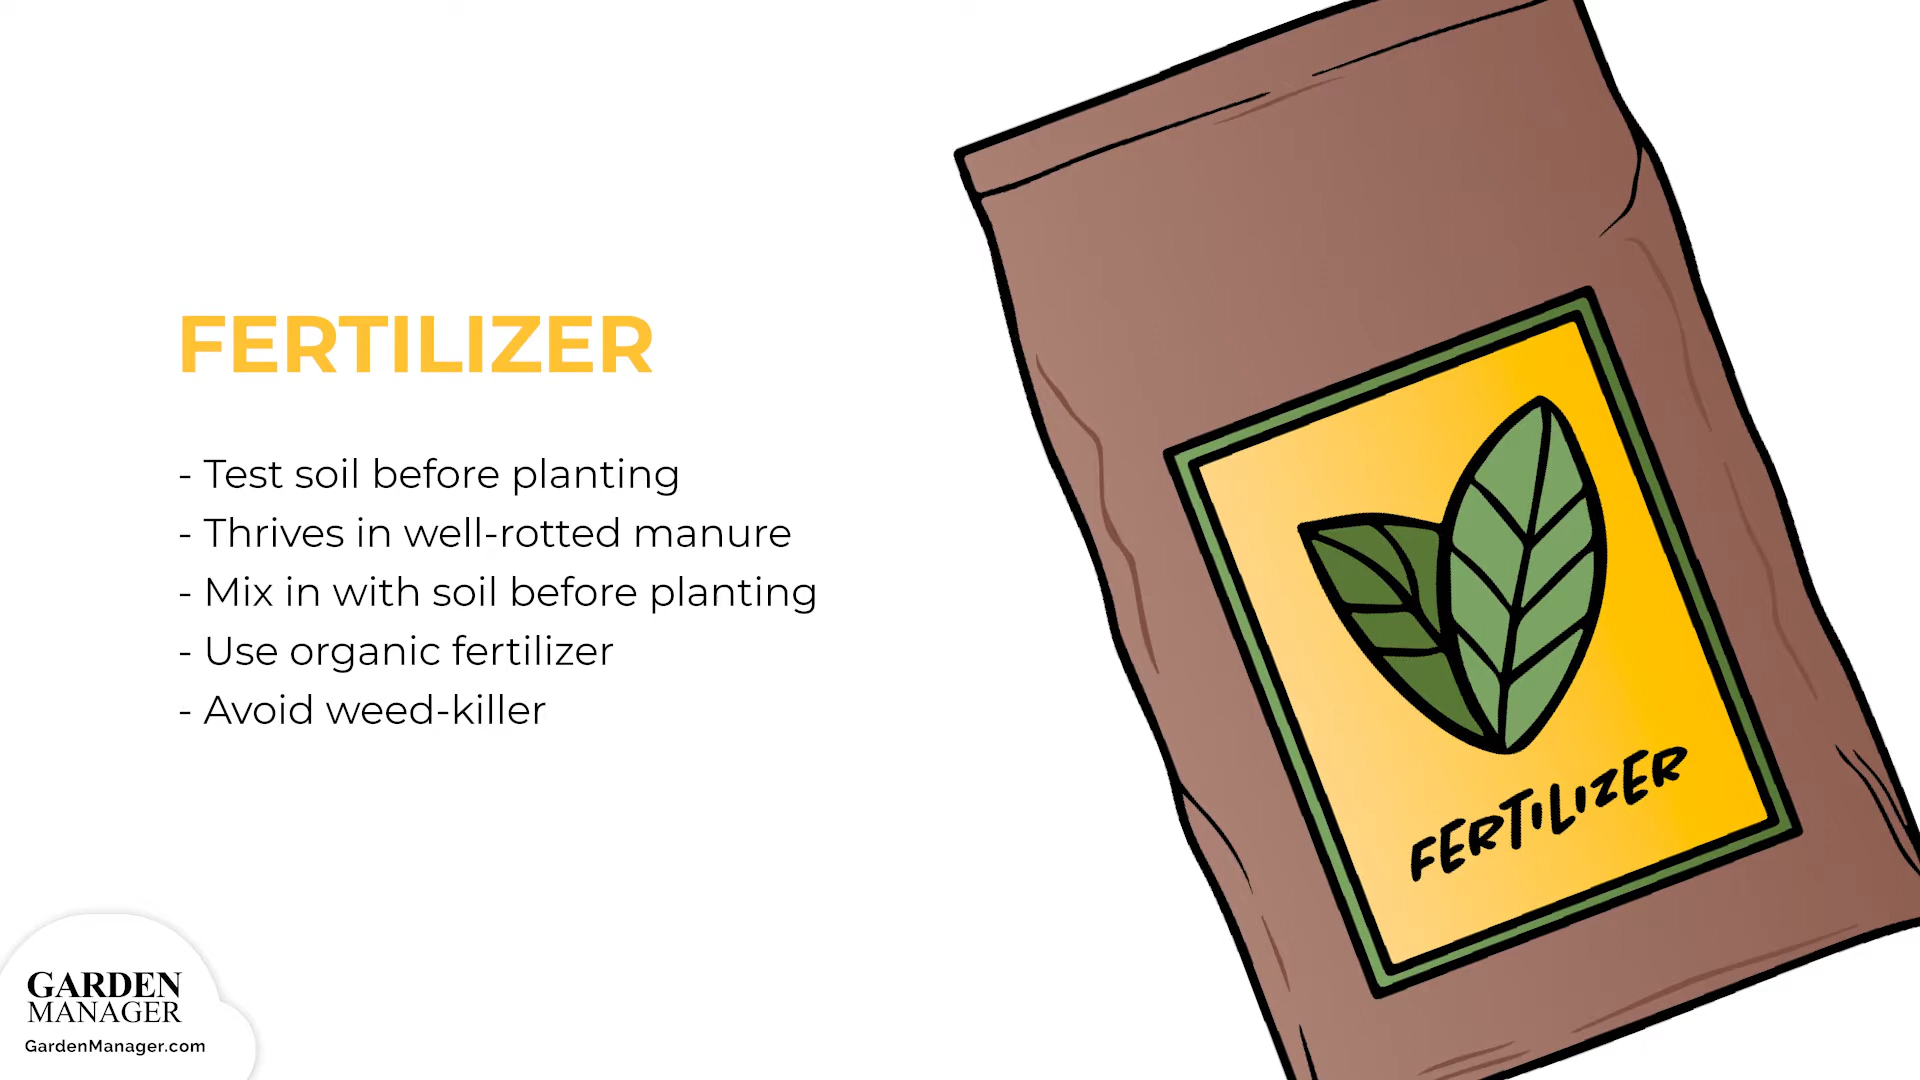 FERTILIZER
- Test soil before planting
- Thrives in well-rotted manure
- Mix in with soil before planting
- Use organic fertilizer
- Avoid weed-killer
FERTILIZER
GARDEN
MANAGER
GardenManager.com